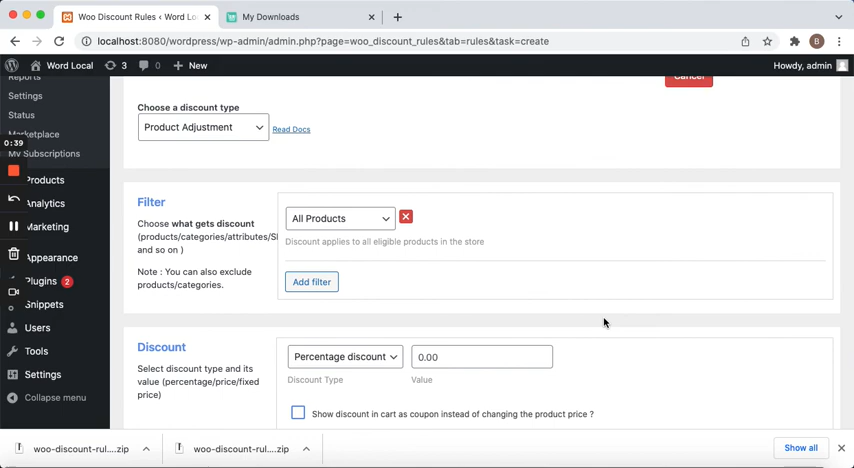 Woo Discount Rules ‹ Word Lo
My Downloads
localhost:8080/wordpress/wp-admin/admin.php?page=woo_discount_rules&tab=rules&task=create
B
Word Local
3
0
New
Howdy, admin
Reports
Settings
Status
Marketplace
0:39
My Subscriptions
Products
Analytics
Marketing
Appearance
Plugins 2
Snippets
Users
Tools
Settings
Collapse menu
Cancel
Choose a discount type
Product Adjustment
Read Docs
Filter
Choose what gets discount
(products/categories/attributes/S
and so on )
Note : You can also exclude
products/categories.
All Products
Discount applies to all eligible products in the store
Add filter
Discount
Select discount type and its
value (percentage/price/fixed
price)
Percentage discount
0.00
Discount Type
Value
Show discount in cart as coupon instead of changing the product price ?
woo-discount-rul....zip
woo-discount-rul....zip
Show all